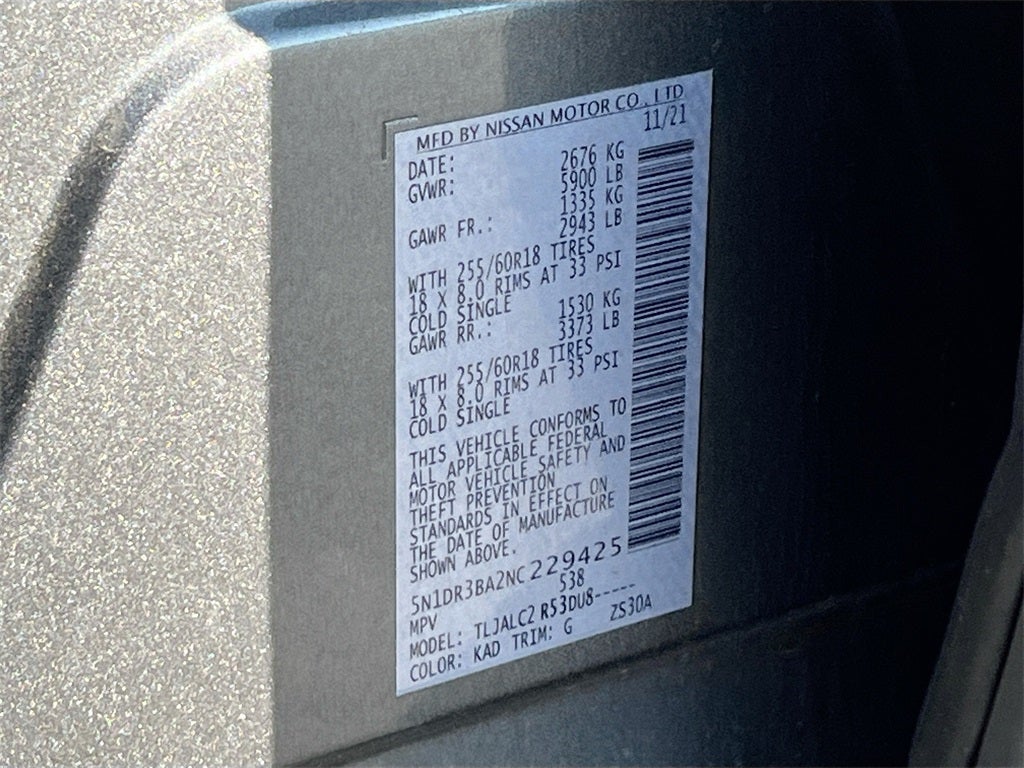 MFD BY NISSAN MOTOR CO., LTD
DATE: 11/21
GVWR: 2676 KG
5900 LB
GAWR FR.: 1335 KG
2943 LB
WITH 255/60R18 TIRES
18 X 8.0 RIMS AT 33 PSI
COLD SINGLE
GAWR RR.: 1530 KG
3373 LB
WITH 255/60R18 TIRES
18 X 8.0 RIMS AT 33 PSI
COLD SINGLE
THIS VEHICLE CONFORMS TO
ALL APPLICABLE FEDERAL
MOTOR VEHICLE SAFETY AND
THEFT PREVENTION
STANDARDS IN EFFECT ON
THE DATE OF MANUFACTURE
SHOWN ABOVE.
5N1DR3BA2NC229425
MPV 538
MODEL: TLJALC2 R53DU8-----
COLOR: KAD TRIM: G ZS30A